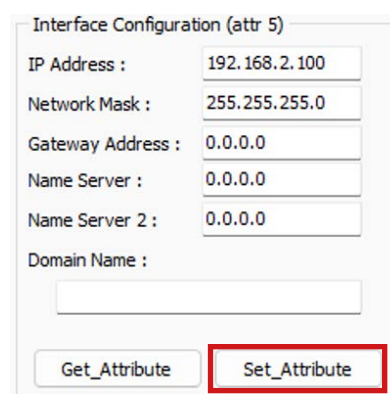 Interface Configuration (attr 5)
IP Address : 192.168.2.100
Network Mask : 255.255.255.0
Gateway Address : 0.0.0.0
Name Server : 0.0.0.0
Name Server 2 : 0.0.0.0
Domain Name :
Get_Attribute Set_Attribute